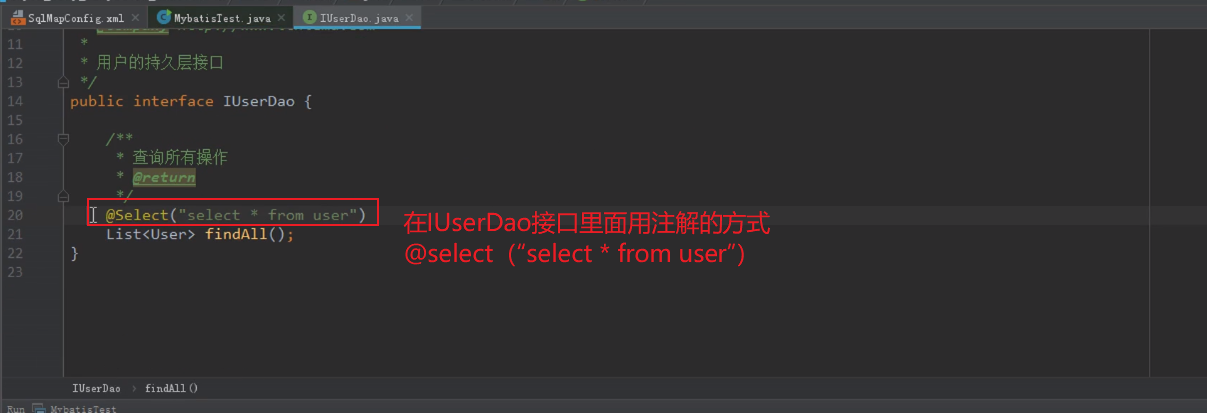 SqlMapConfig.xml MybatisTest.java IUserDao.java
11 *
12 * 用户的持久层接口
13 */
14 public interface IUserDao {
15
16 /**
17 * 查询所有操作
18 * @return
19 */
20 @Select("select * from user")
21 List<User> findAll();
22 }
23
在IUserDao接口里面用注解的方式
@select（“select * from user”）
IUserDao › findAll()
Run MybatisTest